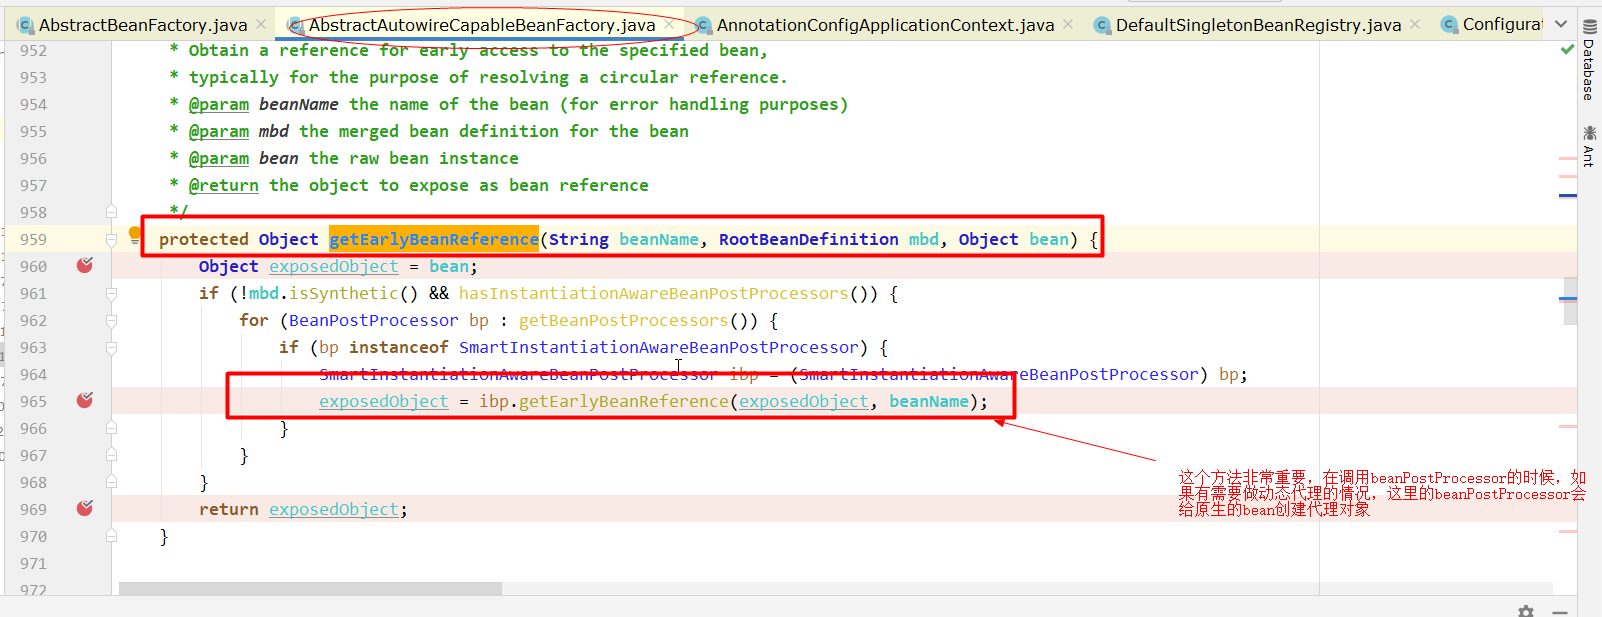 AbstractBeanFactory.java
AbstractAutowireCapableBeanFactory.java
AnnotationConfigApplicationContext.java
DefaultSingletonBeanRegistry.java
Configurat
952 * Obtain a reference for early access to the specified bean,
953 * typically for the purpose of resolving a circular reference.
954 * @param beanName the name of the bean (for error handling purposes)
955 * @param mbd the merged bean definition for the bean
956 * @param bean the raw bean instance
957 * @return the object to expose as bean reference
958 */
959 protected Object getEarlyBeanReference(String beanName, RootBeanDefinition mbd, Object bean) {
960 Object exposedObject = bean;
961 if (!mbd.isSynthetic() && hasInstantiationAwareBeanPostProcessors()) {
962 for (BeanPostProcessor bp : getBeanPostProcessors()) {
963 if (bp instanceof SmartInstantiationAwareBeanPostProcessor) {
964 SmartInstantiationAwareBeanPostProcessor ibp = (SmartInstantiationAwareBeanPostProcessor) bp;
965 exposedObject = ibp.getEarlyBeanReference(exposedObject, beanName);
966 }
967 }
968 }
969 return exposedObject;
970 }
971
972
这个方法非常重要，在调用beanPostProcessor的时候，如
果有需要做动态代理的情况，这里的beanPostProcessor会
给原生的bean创建代理对象
Database
Ant